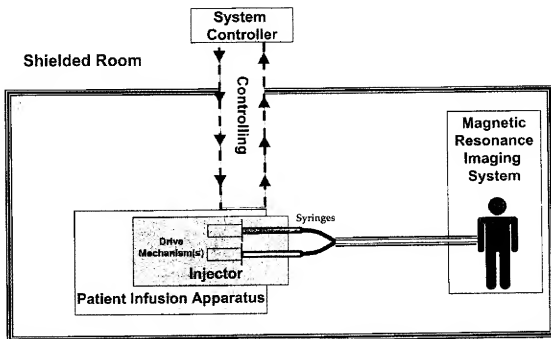 System
Controller
Shielded Room
Controlling
Magnetic
Resonance
Imaging
System
Syringes
Drive
Mechanism(s)
Injector
Patient Infusion Apparatus